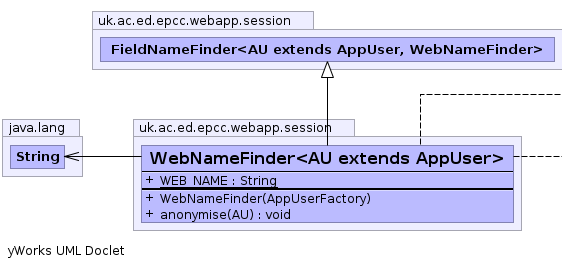 uk.ac.ed.epcc.webapp.session
FieldNameFinder<AU extends AppUser, WebNameFinder>
java.lang
String
uk.ac.ed.epcc.webapp.session
WebNameFinder<AU extends AppUser>
+ WEB_NAME : String
+ WebNameFinder(AppUserFactory)
+ anonymise(AU) : void
yWorks UML Doclet